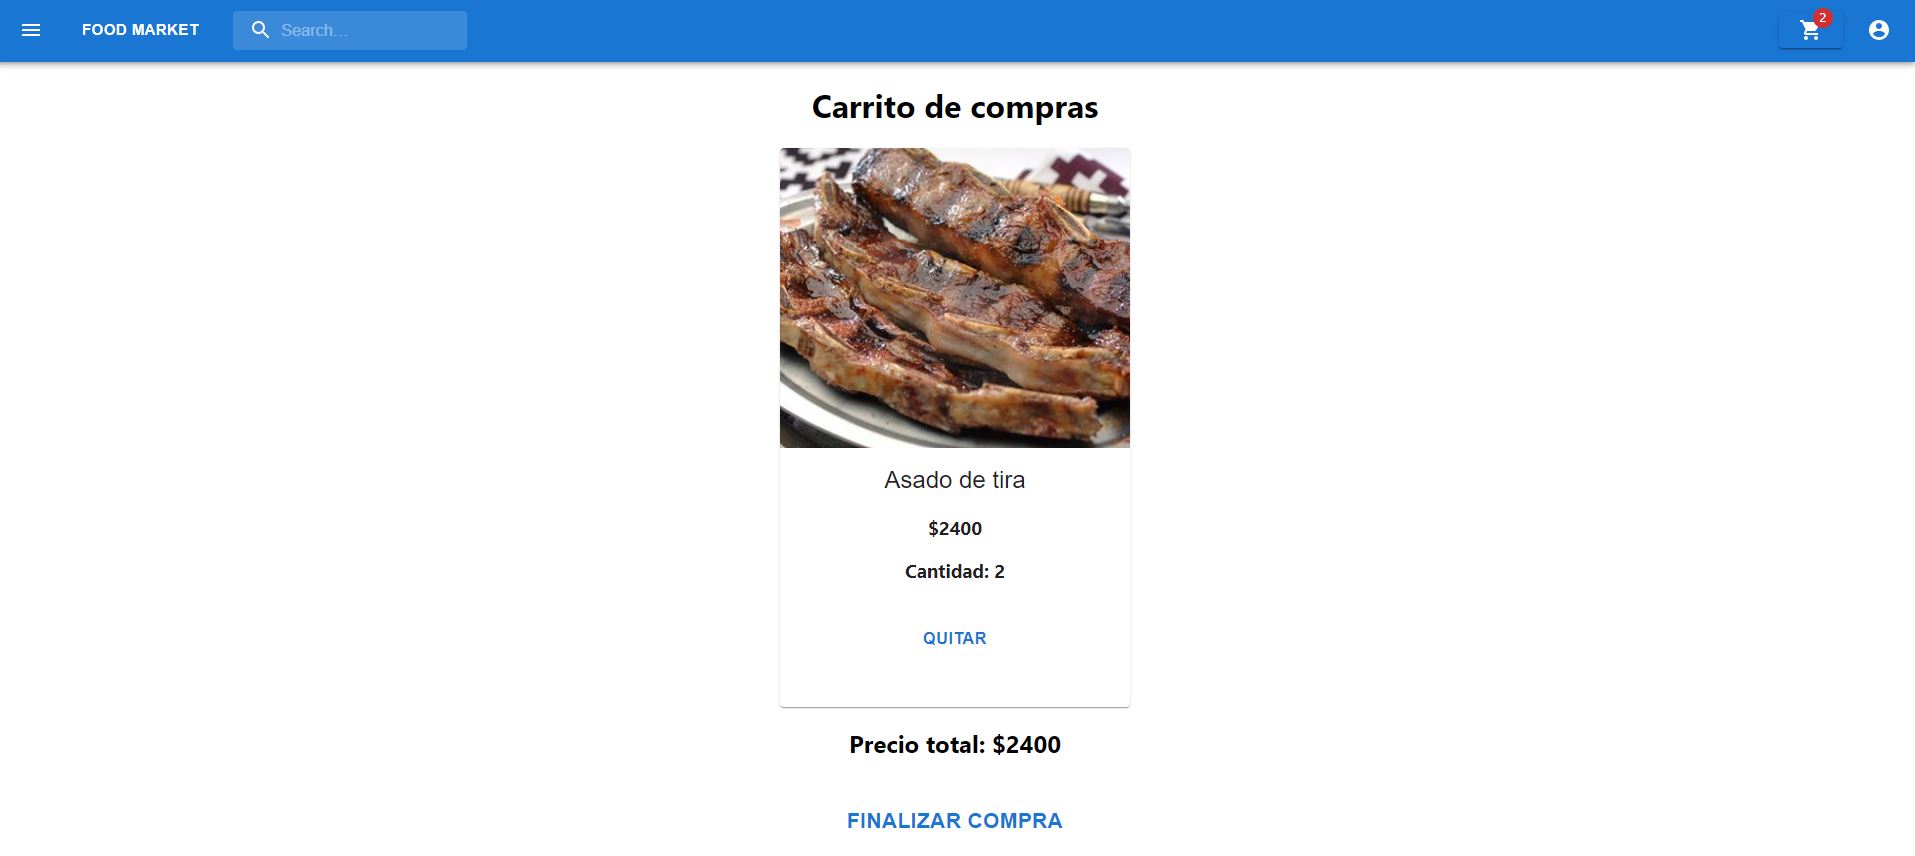 FOOD MARKET
Search...
2
Carrito de compras
Asado de tira
$2400
Cantidad: 2
QUITAR
Precio total: $2400
FINALIZAR COMPRA